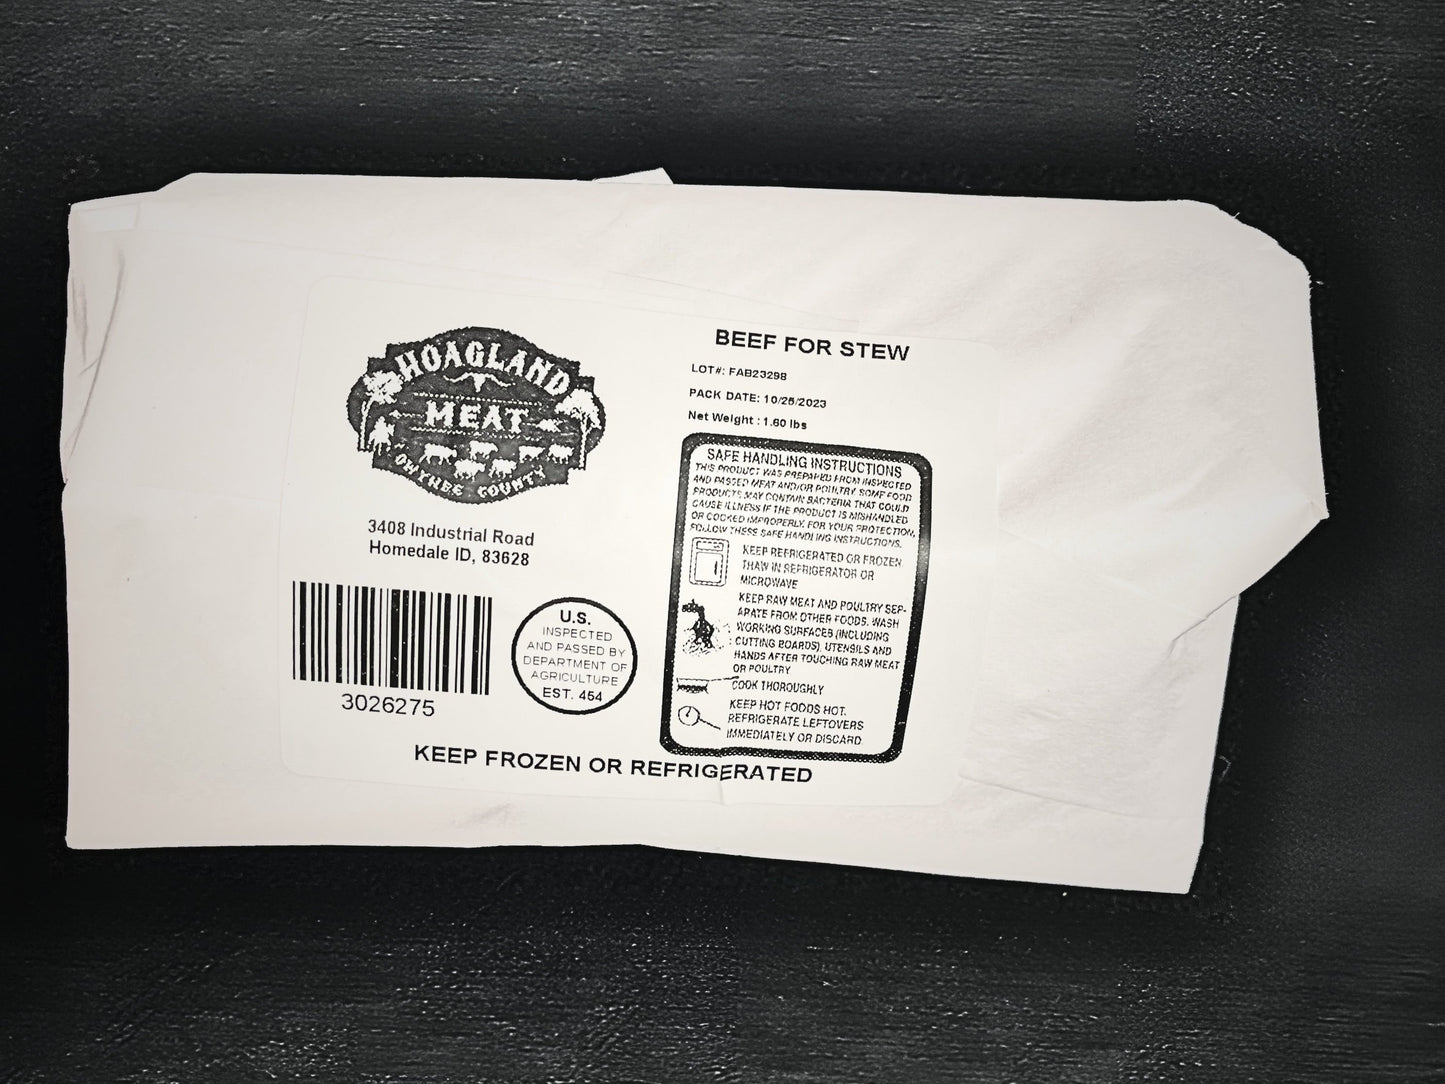 HOAGLAND
MEAT
OWYHEE COUNTY
3408 Industrial Road
Homedale ID, 83628
3026275
U.S.
INSPECTED
AND PASSED BY
DEPARTMENT OF
AGRICULTURE
EST. 454
BEEF FOR STEW
LOT#: FAB23298
PACK DATE: 10/25/2023
Net Weight : 1.60 lbs
SAFE HANDLING INSTRUCTIONS
THIS PRODUCT WAS PREPARED FROM INSPECTED
AND PASSED MEAT AND/OR POULTRY. SOME FOOD
PRODUCTS MAY CONTAIN BACTERIA THAT COULD
CAUSE ILLNESS IF THE PRODUCT IS MISHANDLED
OR COOKED IMPROPERLY. FOR YOUR PROTECTION,
FOLLOW THESE SAFE HANDLING INSTRUCTIONS.
KEEP REFRIGERATED OR FROZEN
THAW IN REFRIGERATOR OR
MICROWAVE
KEEP RAW MEAT AND POULTRY SEP-
ARATE FROM OTHER FOODS. WASH
WORKING SURFACES (INCLUDING
CUTTING BOARDS), UTENSILS AND
HANDS AFTER TOUCHING RAW MEAT
OR POULTRY
COOK THOROUGHLY
KEEP HOT FOODS HOT.
REFRIGERATE LEFTOVERS
IMMEDIATELY OR DISCARD
KEEP FROZEN OR REFRIGERATED